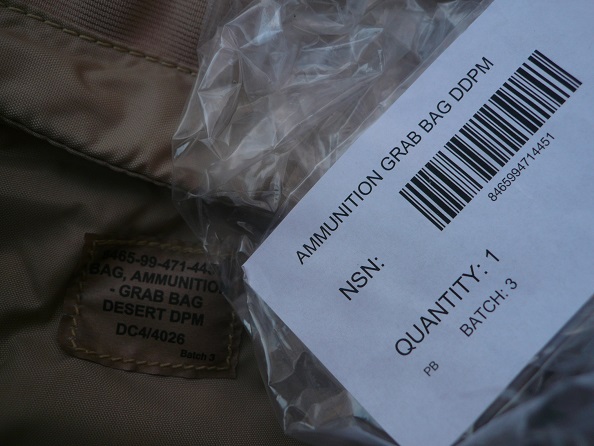 AMMUNITION GRAB BAG DDPM
8465994714451
NSN:
QUANTITY: 1
BATCH: 3
PB
BAG, AMMUNITION
- GRAB BAG
DESERT DPM
DC4/4026
Batch 3